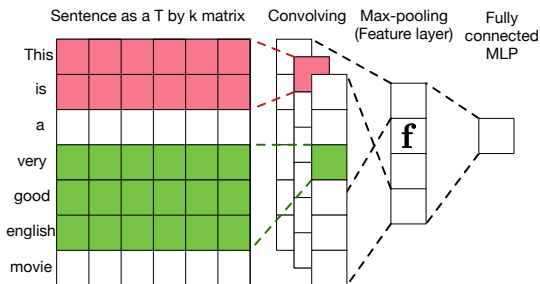 Sentence as a T by k matrix
Convolving
Max-pooling
(Feature layer)
Fully
connected
MLP
This
is
a
very
good
english
movie
f